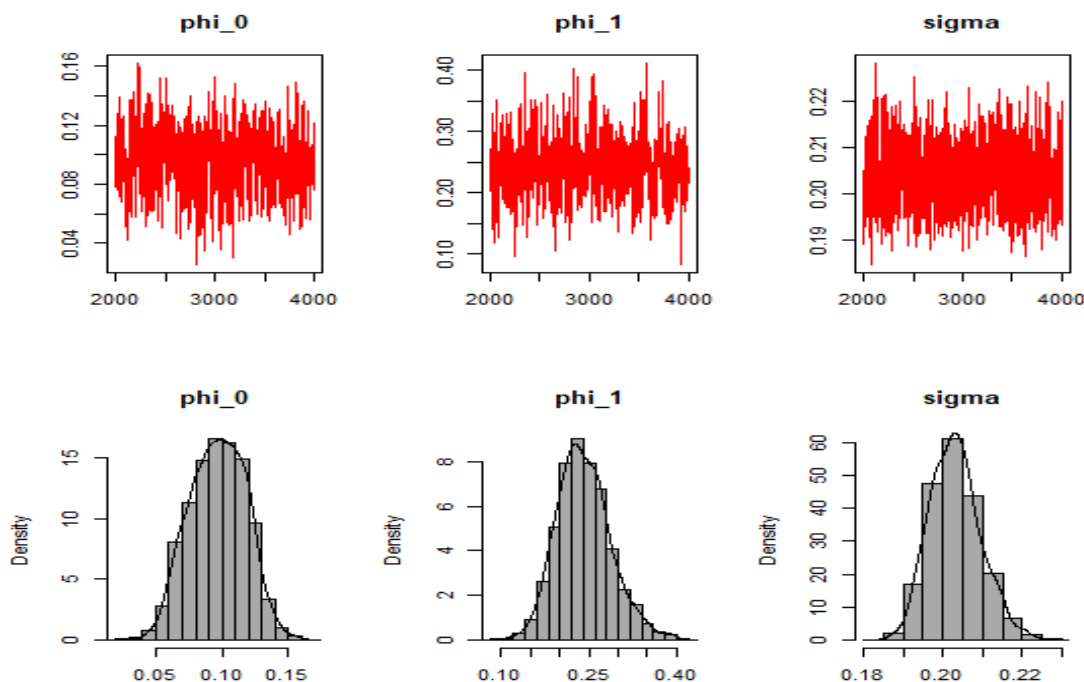 phi_0 phi_1 sigma
0.04 0.08 0.12 0.16
0.10 0.20 0.30 0.40
0.19 0.20 0.21 0.22
2000 3000 4000 2000 3000 4000 2000 3000 4000
phi_0 phi_1 sigma
Density
0 5 10 15
Density
0 2 4 6 8
Density
0 10 20 30 40 50 60
0.05 0.10 0.15 0.10 0.25 0.40 0.18 0.20 0.22